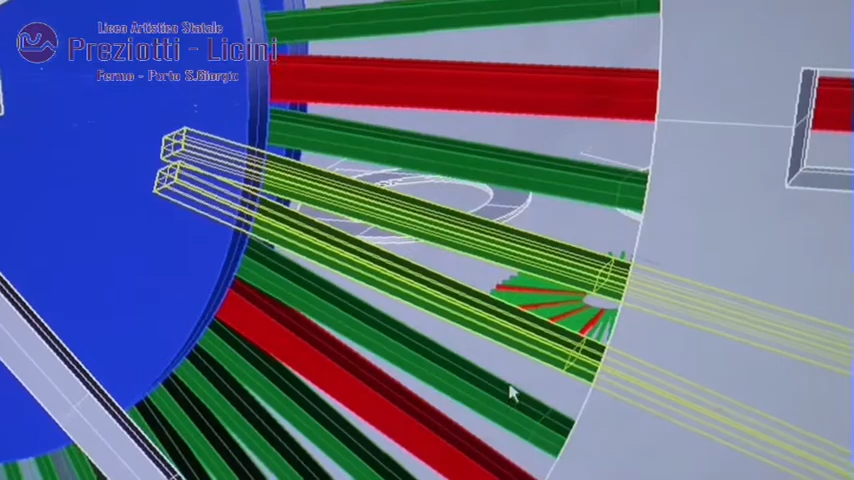 Liceo Artistico Statale
Preziotti - Licini
Fermo - Porto S.Giorgio